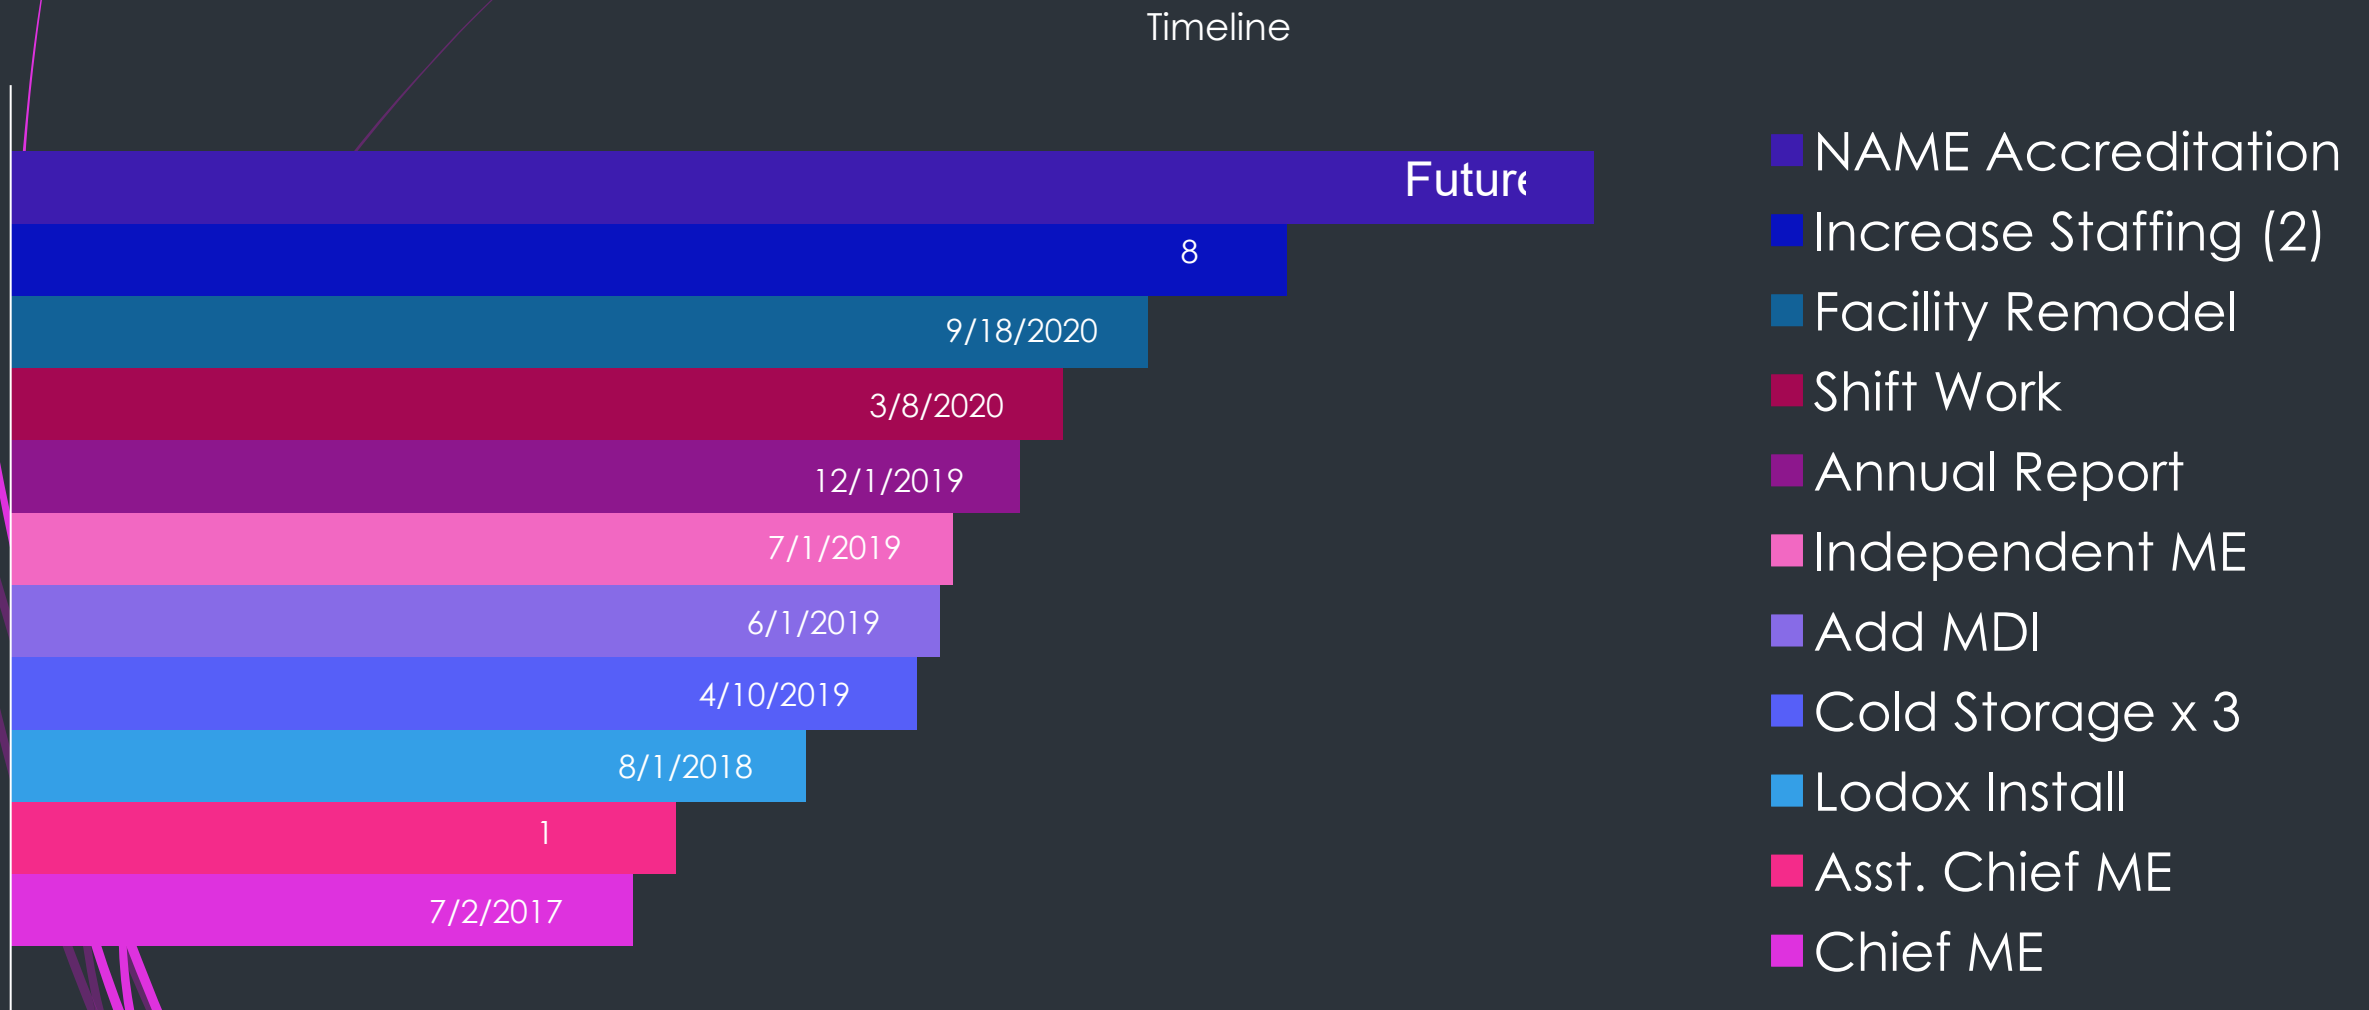 Timeline
Future
8
9/18/2020
3/8/2020
12/1/2019
7/1/2019
6/1/2019
4/10/2019
8/1/2018
1
7/2/2017
NAME Accreditation
Increase Staffing (2)
Facility Remodel
Shift Work
Annual Report
Independent ME
Add MDI
Cold Storage x 3
Lodox Install
Asst. Chief ME
Chief ME